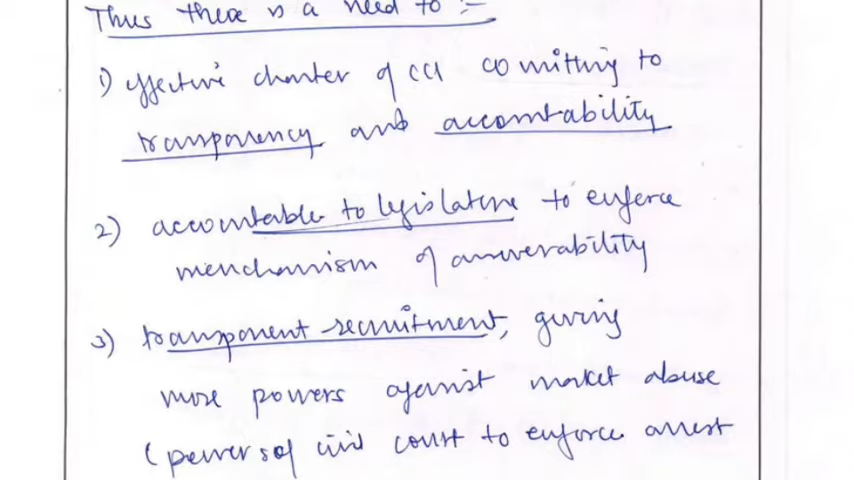 Thus there is a need to :-
1) effective charter of CCI committing to
transparency and accountability
2) accountable to legislature to enforce
menchanism of answerability
3) transparent recruitment, giving
more powers against market abuse
(powers of civil court to enforce arrest